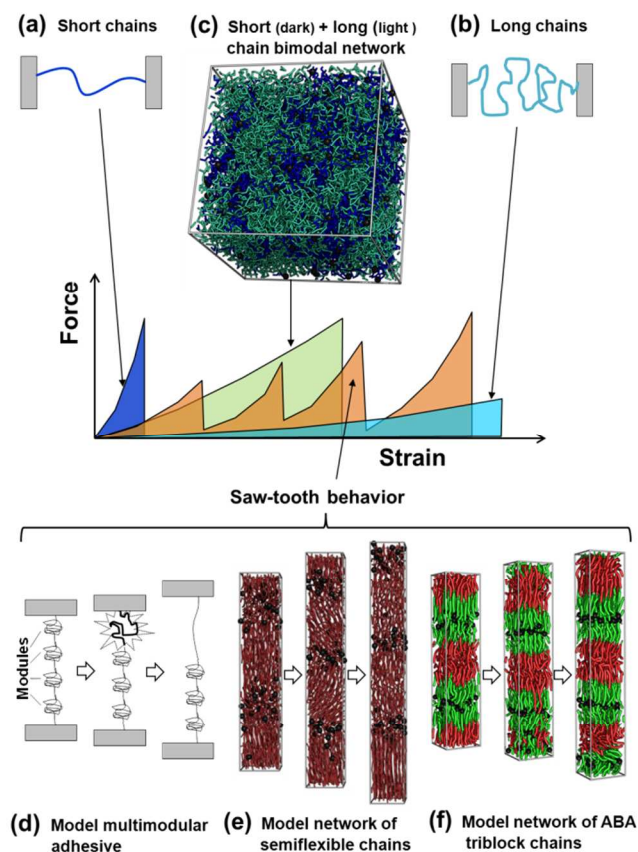 (a) Short chains
(c) Short (dark) + long (light )
chain bimodal network
(b) Long chains
Force
Strain
Saw-tooth behavior
Modules
(d) Model multimodular
adhesive
(e) Model network of
semiflexible chains
(f) Model network of ABA
triblock chains